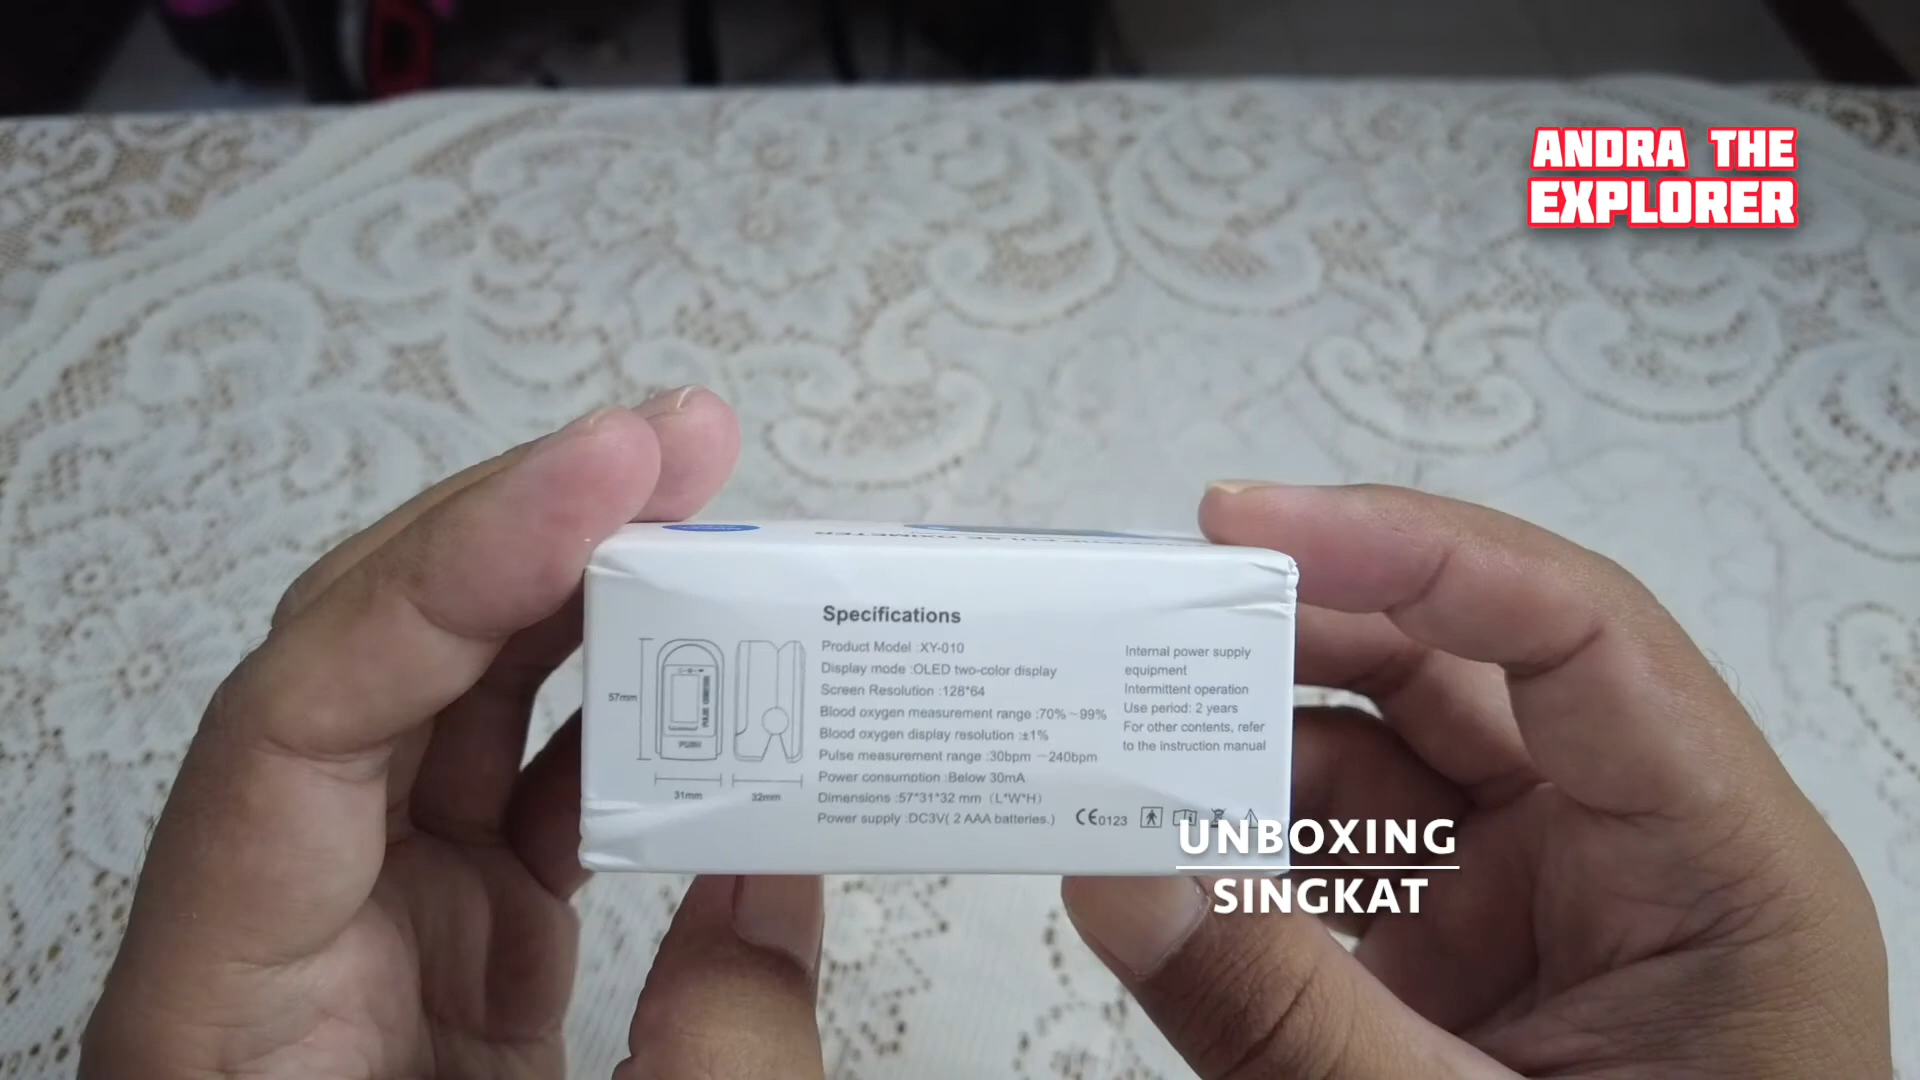 ANDRA THE
EXPLORER
PULSE OXIMETER
Specifications
57mm
PUSH
31mm
32mm
Product Model :XY-010
Display mode :OLED two-color display
Screen Resolution :128*64
Blood oxygen measurement range :70%~99%
Blood oxygen display resolution :±1%
Pulse measurement range :30bpm ~240bpm
Power consumption :Below 30mA
Dimensions :57*31*32 mm (L*W*H)
Power supply :DC3V( 2 AAA batteries.)
Internal power supply
equipment
Intermittent operation
Use period: 2 years
For other contents, refer
to the instruction manual
CE0123
UNBOXING
SINGKAT